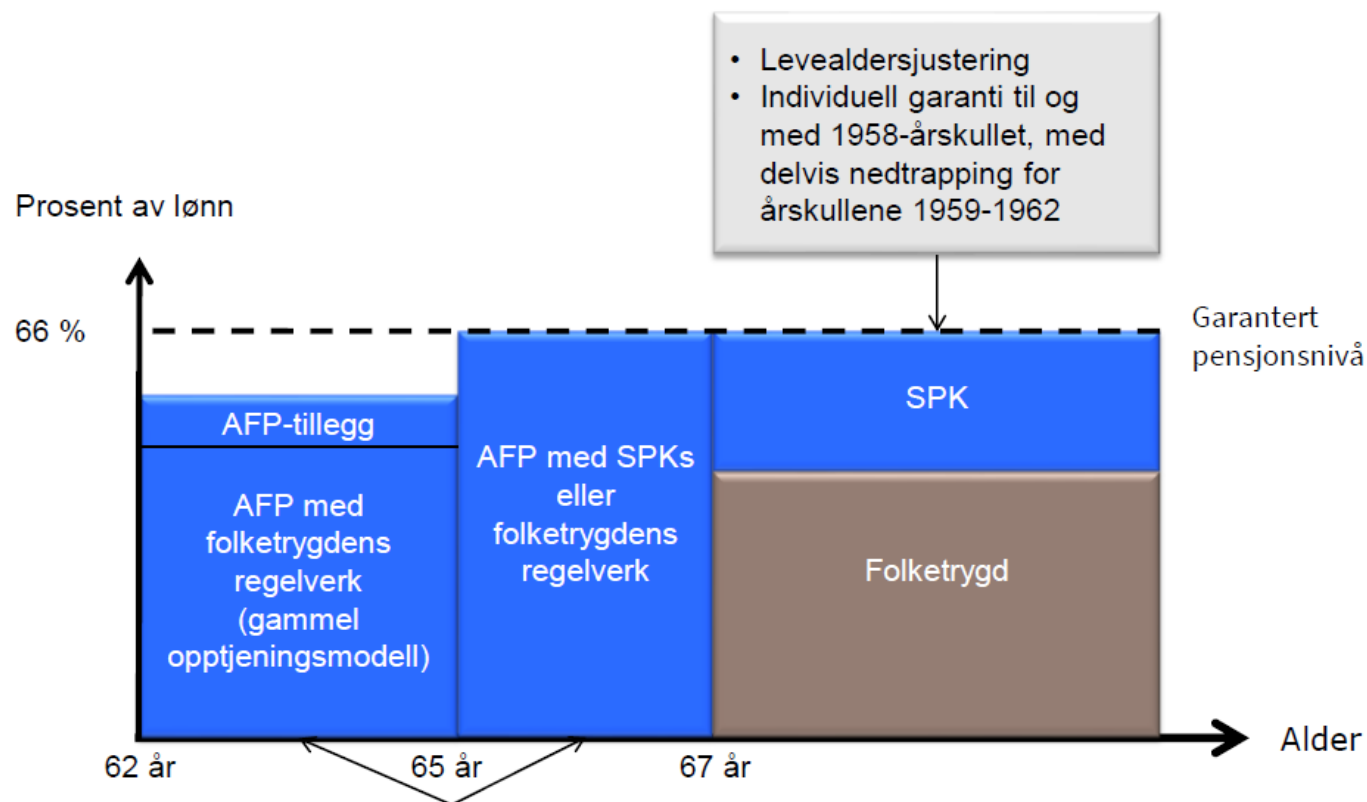 • Levealdersjustering
• Individuell garanti til og
med 1958-årskullet, med
delvis nedtrapping for
årskullene 1959-1962
Prosent av lønn
66 %
Garantert
pensjonsnivå
AFP-tillegg
AFP med
folketrygdens
regelverk
(gammel
opptjeningsmodell)
AFP med SPKs
eller
folketrygdens
regelverk
SPK
Folketrygd
62 år
65 år
67 år
Alder